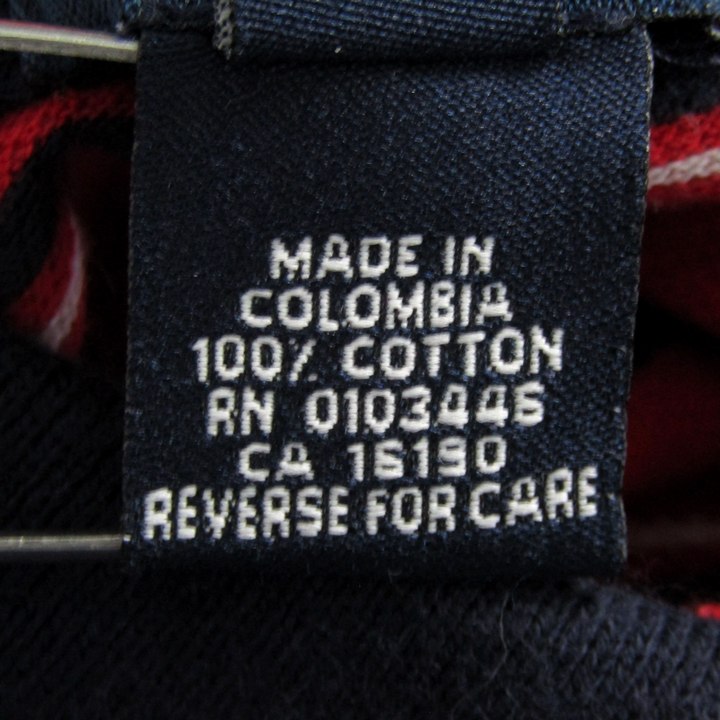 MADE IN
COLOMBIA
100% COTTON
RN 0103446
CA 16190
REVERSE FOR CARE